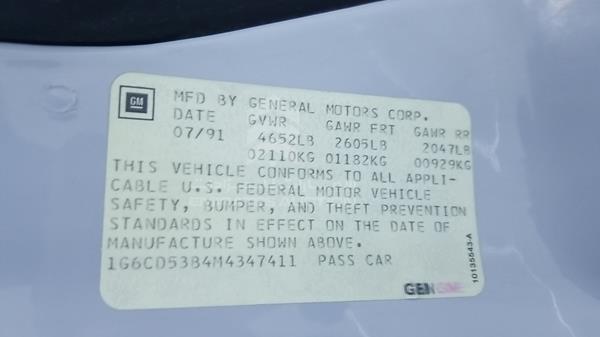 GM
MFD BY GENERAL MOTORS CORP.
DATE GVWR GAWR FRT GAWR RR
07/91 4652LB 2605LB 2047LB
02110KG 01182KG 00929KG
THIS VEHICLE CONFORMS TO ALL APPLI-
CABLE U.S. FEDERAL MOTOR VEHICLE
SAFETY, BUMPER, AND THEFT PREVENTION
STANDARDS IN EFFECT ON THE DATE OF
MANUFACTURE SHOWN ABOVE.
1G6CD53B4M4347411 PASS CAR
GENUINE
10135543-A